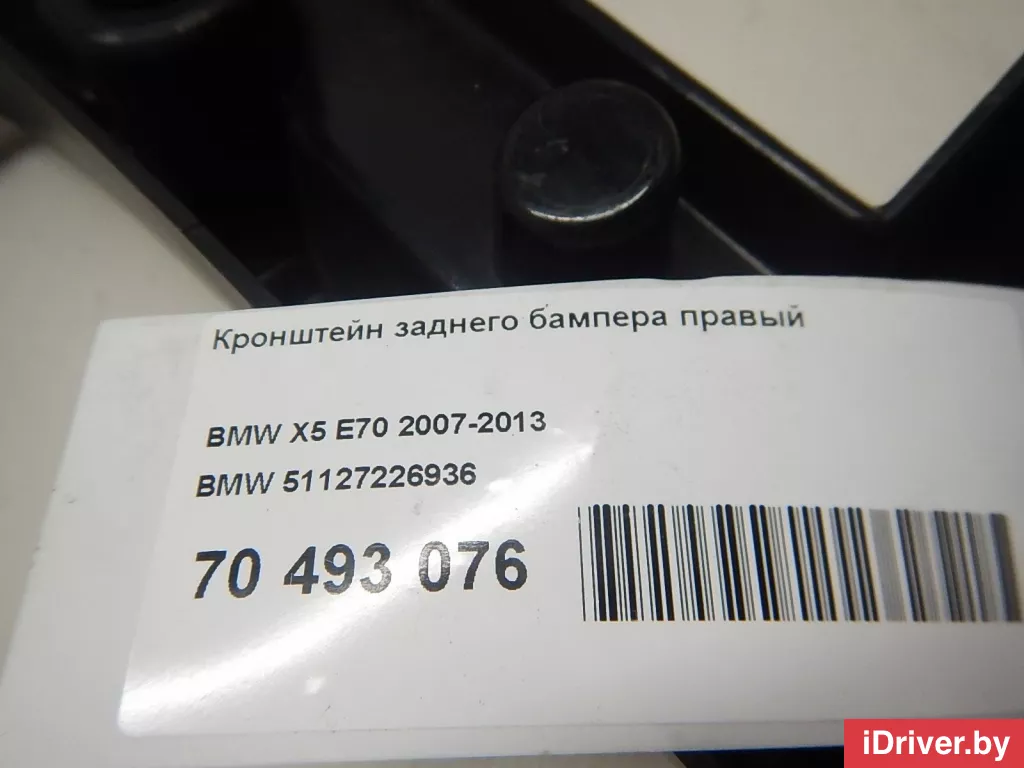 Кронштейн заднего бампера правый
BMW X5 E70 2007-2013
BMW 51127226936
70 493 076
iDriver.by